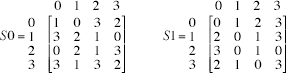 0 1 2 3 0 1 2 3
0 1 0 3 2 0 0 1 2 3
S0 = 1 3 2 1 0 S1 = 1 2 0 1 3
2 0 2 1 3 2 3 0 1 0
3 3 1 3 2 3 2 1 0 3